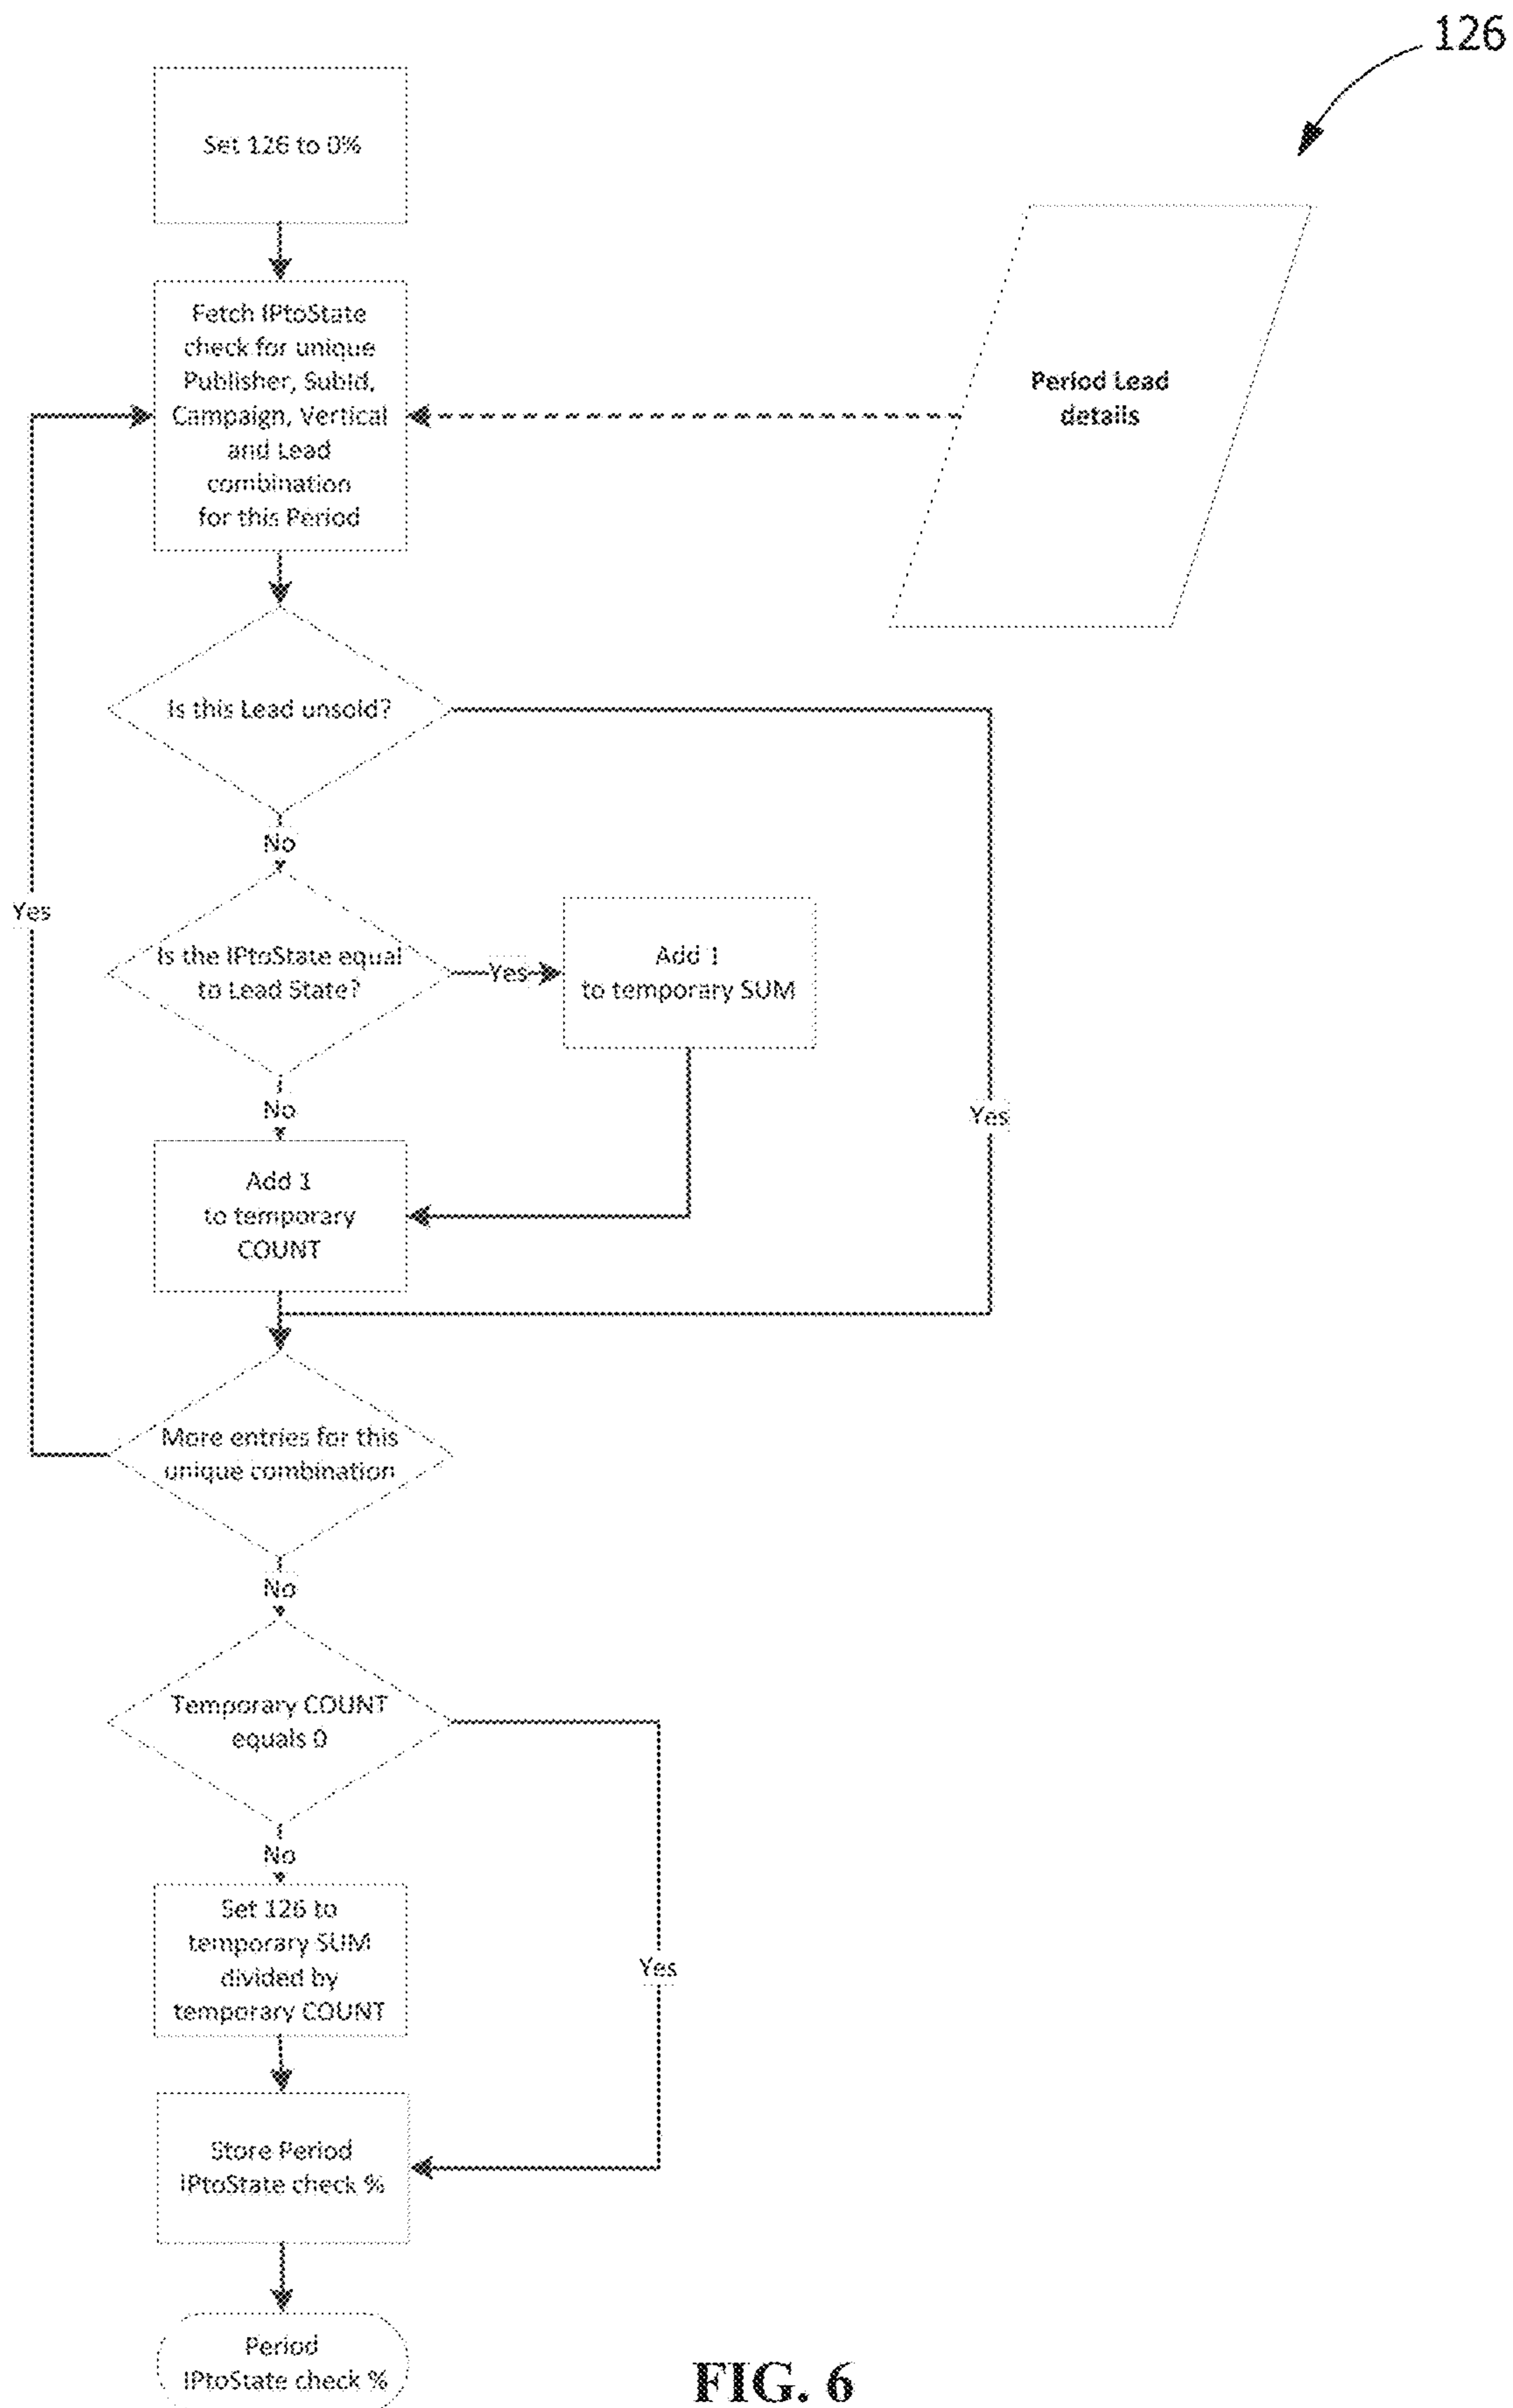 126
Set 126 to 0%
Fetch IPtoState
check for unique
Publisher, SubId,
Campaign, Vertical
and Lead
combination
for this Period
Period Lead
details
Is this Lead unsold?
No
Yes
Is the IPtoState equal
to Lead State?
Yes
Add 1
to temporary SUM
No
Yes
Add 1
to temporary
COUNT
More entries for this
unique combination
No
Temporary COUNT
equals 0
No
Set 126 to
temporary SUM
divided by
temporary COUNT
Yes
Store Period
IPtoState check %
Period
IPtoState check %
FIG. 6